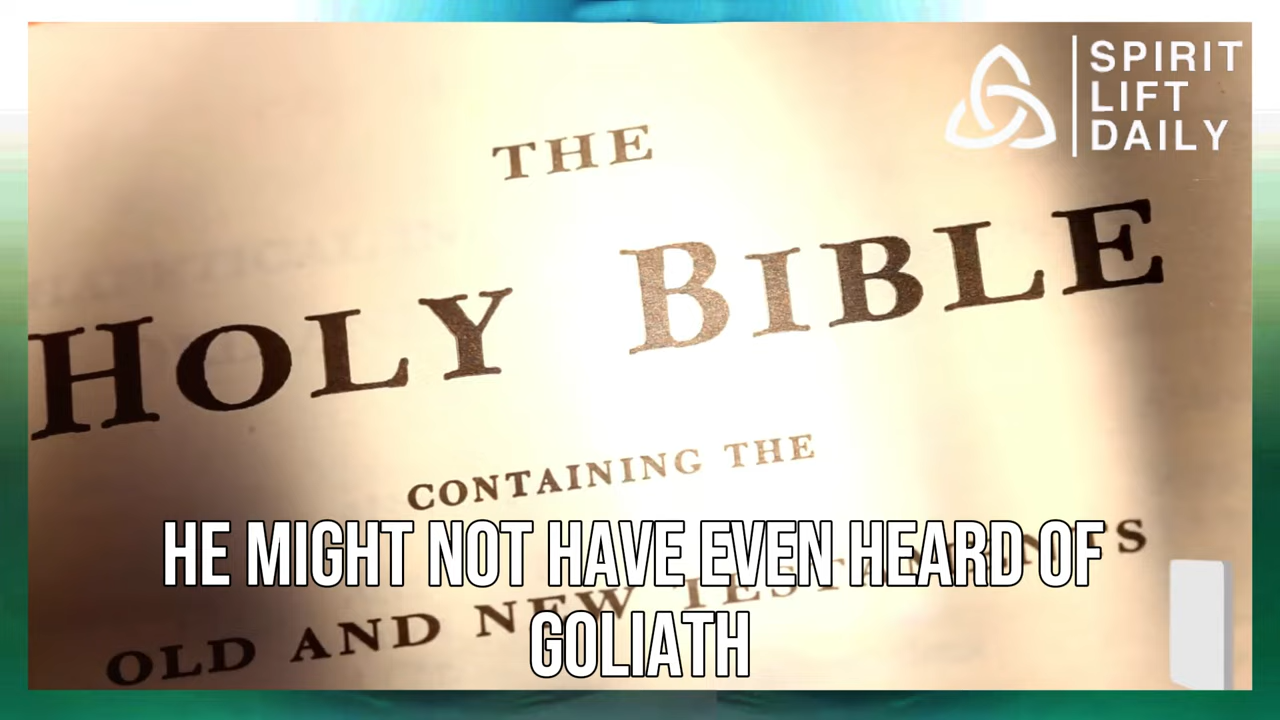 SPIRIT
LIFT
DAILY
THE
HOLY BIBLE
CONTAINING THE
OLD AND NEW TESTAMENTS
HE MIGHT NOT HAVE EVEN HEARD OF
GOLIATH